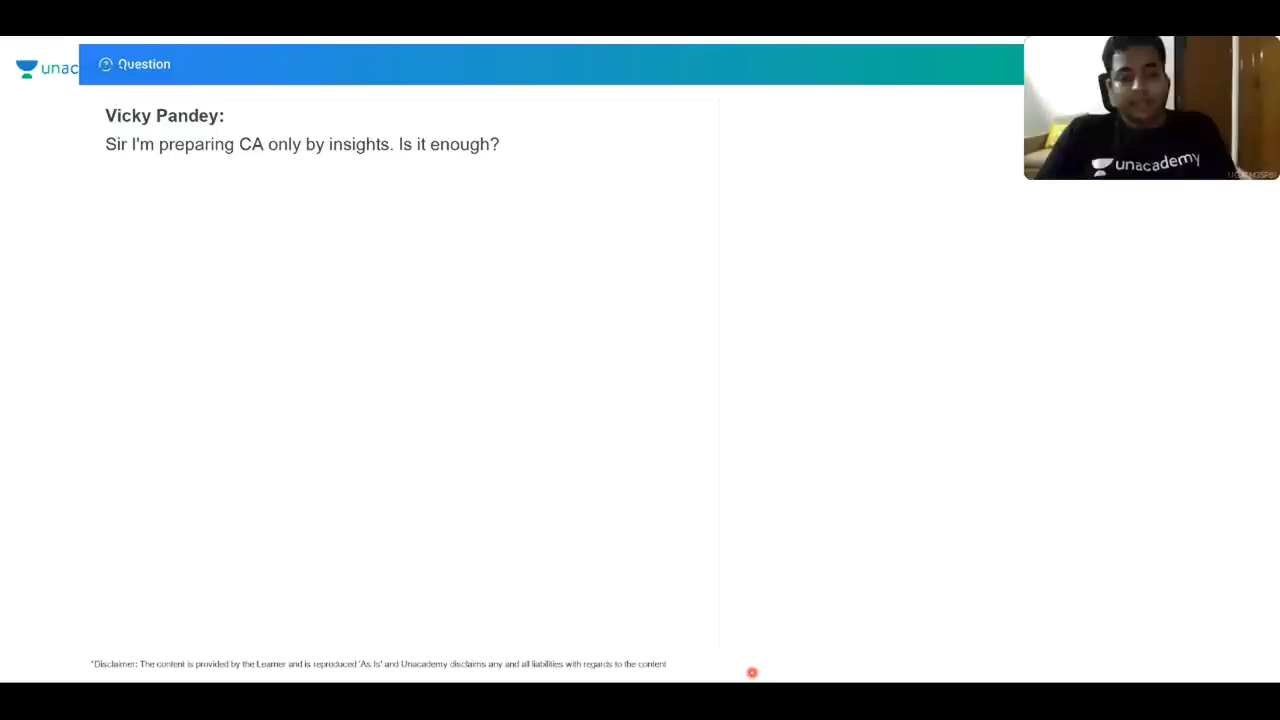 unac
? Question
Vicky Pandey:
Sir I'm preparing CA only by insights. Is it enough?
unacademy
*Disclaimer: The content is provided by the Learner and is reproduced 'As Is' and Unacademy disclaims any and all liabilities with regards to the content